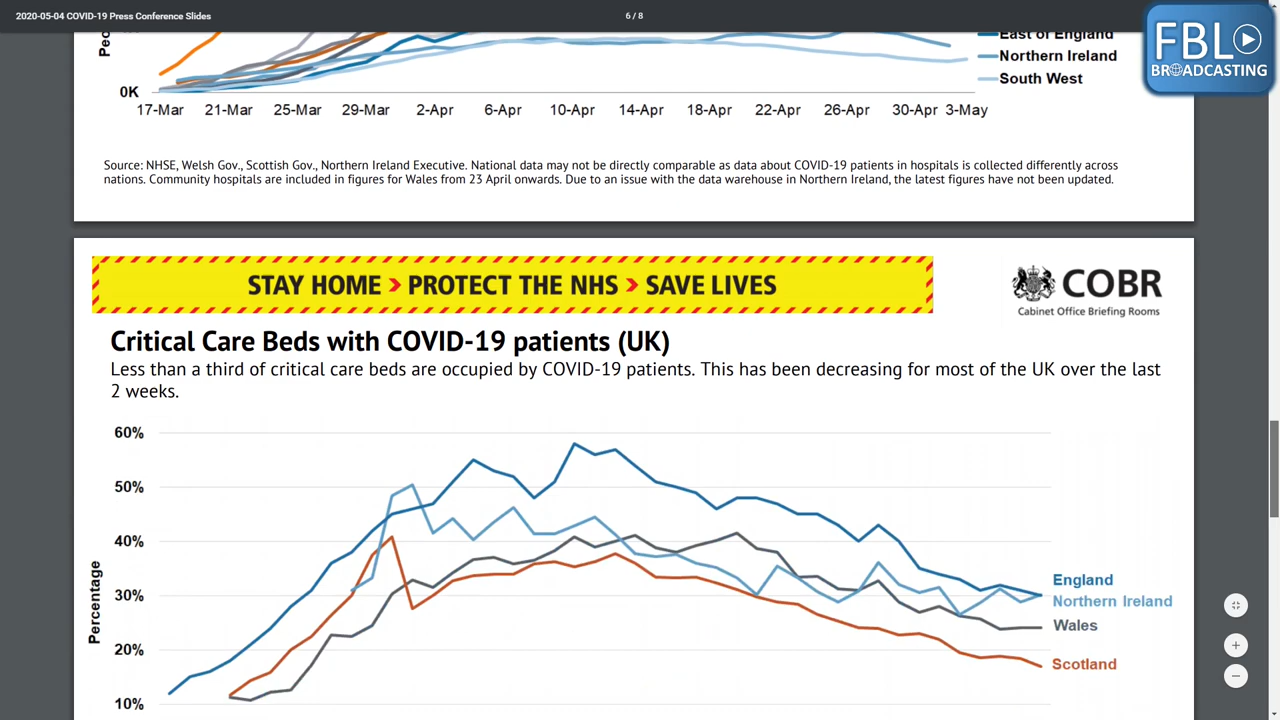 2020-05-04 COVID-19 Press Conference Slides
6 / 8
FBL
BROADCASTING
East of England
Northern Ireland
South West
0K
17-Mar 21-Mar 25-Mar 29-Mar 2-Apr 6-Apr 10-Apr 14-Apr 18-Apr 22-Apr 26-Apr 30-Apr 3-May
Source: NHSE, Welsh Gov., Scottish Gov., Northern Ireland Executive. National data may not be directly comparable as data about COVID-19 patients in hospitals is collected differently across
nations. Community hospitals are included in figures for Wales from 23 April onwards. Due to an issue with the data warehouse in Northern Ireland, the latest figures have not been updated.
STAY HOME > PROTECT THE NHS > SAVE LIVES
COBR
Cabinet Office Briefing Rooms
Critical Care Beds with COVID-19 patients (UK)
Less than a third of critical care beds are occupied by COVID-19 patients. This has been decreasing for most of the UK over the last
2 weeks.
60%
50%
40%
30%
20%
10%
Percentage
England
Northern Ireland
Wales
Scotland